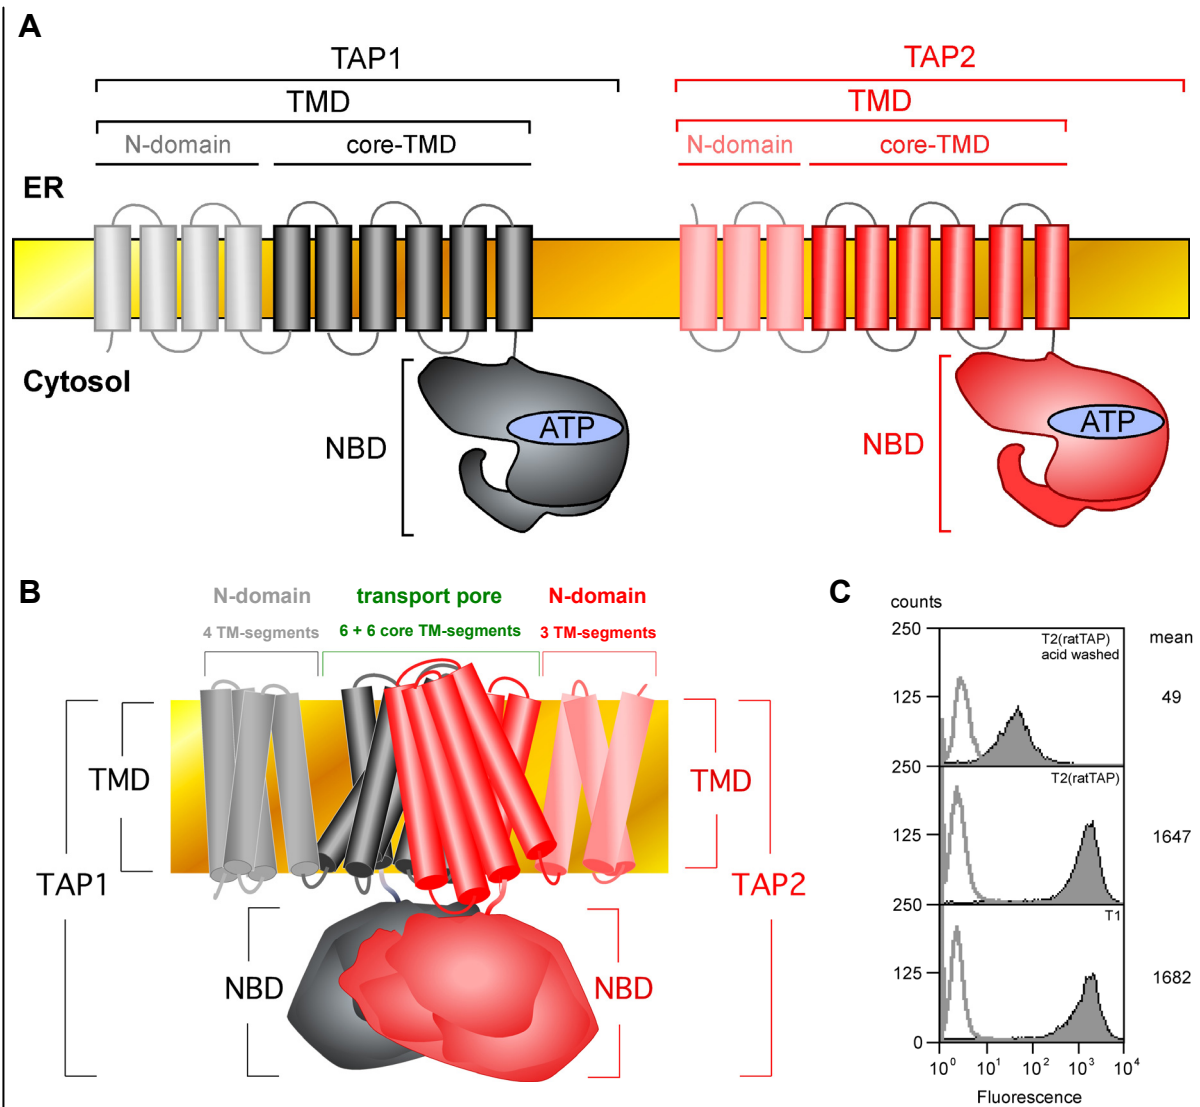 A
TAP1
TAP2
TMD
TMD
N-domain
core-TMD
N-domain
core-TMD
ER
Cytosol
NBD
ATP
NBD
ATP
B
N-domain
transport pore
N-domain
4 TM-segments
6 + 6 core TM-segments
3 TM-segments
TMD
TMD
TAP1
TAP2
NBD
NBD
C
counts
mean
250
T2(ratTAP)
acid washed
125
49
250
T2(ratTAP)
125
1647
250
T1
125
1682
0
10⁰
10¹
10²
10³
10⁴
Fluorescence